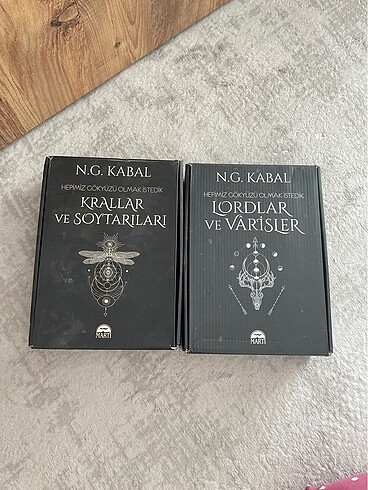 N.G. KABAL
HEPİMİZ GÖKYÜZÜ OLMAK İSTEDİK
KRALLAR
VE SOYTARILARI
MARTI
N.G. KABAL
HEPİMİZ GÖKYÜZÜ OLMAK İSTEDİK
LORDLAR
VE VÂRİSLER
MARTI